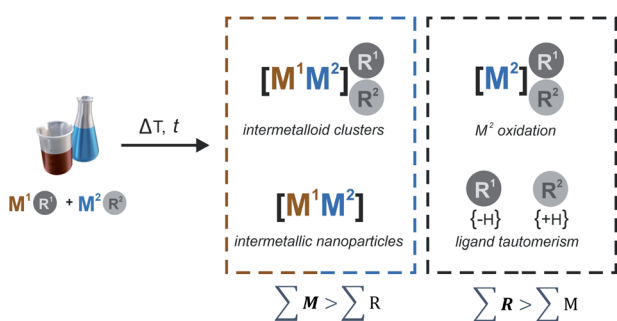 ΔT, t
M¹ R¹ + M² R²
[M¹M²] R¹ R²
intermetalloid clusters
[M¹M²]
intermetallic nanoparticles
∑ M > ∑ R
[M²] R¹ R²
M² oxidation
R¹ R²
{-H} {+H}
ligand tautomerism
∑ R > ∑ M